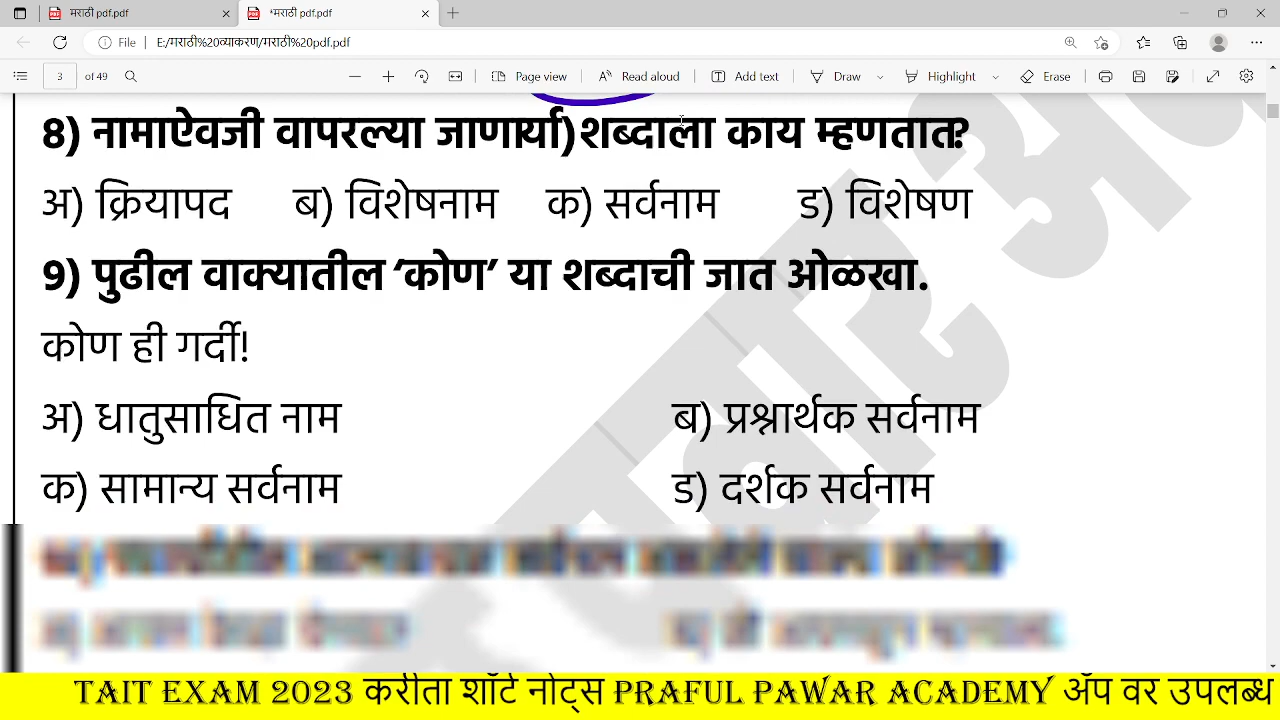 मराठी pdf.pdf
*मराठी pdf.pdf
File E:/मराठी%20व्याकरण/मराठी%20pdf.pdf
3 of 49 Page view Read aloud Add text Draw Highlight Erase
8) नामाऐवजी वापरल्या जाणार्या) शब्दाला काय म्हणतात?
अ) क्रियापद ब) विशेषनाम क) सर्वनाम ड) विशेषण
9) पुढील वाक्यातील ‘कोण’ या शब्दाची जात ओळखा.
कोण ही गर्दी!
अ) धातुसाधित नाम ब) प्रश्नार्थक सर्वनाम
क) सामान्य सर्वनाम ड) दर्शक सर्वनाम
TAIT EXAM 2023 करीता शॉर्ट नोट्स PRAFUL PAWAR ACADEMY ॲप वर उपलब्ध